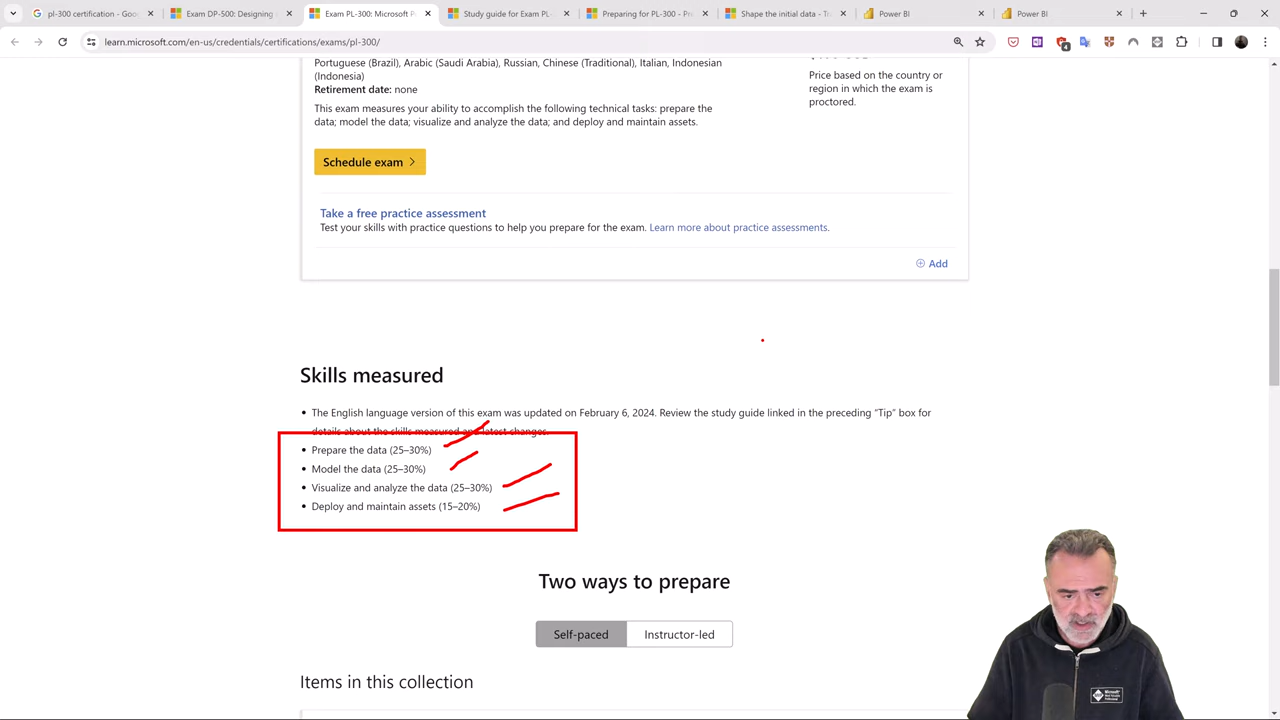 pl-300 certification - Goo
Exam DP-500: Designing
Exam PL-300: Microsoft P
Study guide for Exam PL-
Preparing for PL-300 - Po
Shape the initial data - T
Power BI
Power BI
learn.microsoft.com/en-us/credentials/certifications/exams/pl-300/
4
Portuguese (Brazil), Arabic (Saudi Arabia), Russian, Chinese (Traditional), Italian, Indonesian
(Indonesia)
Retirement date: none
This exam measures your ability to accomplish the following technical tasks: prepare the
data; model the data; visualize and analyze the data; and deploy and maintain assets.
Price based on the country or
region in which the exam is
proctored.
Schedule exam
Take a free practice assessment
Test your skills with practice questions to help you prepare for the exam. Learn more about practice assessments.
Add
Skills measured
• The English language version of this exam was updated on February 6, 2024. Review the study guide linked in the preceding “Tip” box for
details about the skills measured and latest changes.
• Prepare the data (25–30%)
• Model the data (25–30%)
• Visualize and analyze the data (25–30%)
• Deploy and maintain assets (15–20%)
Two ways to prepare
Self-paced
Instructor-led
Items in this collection